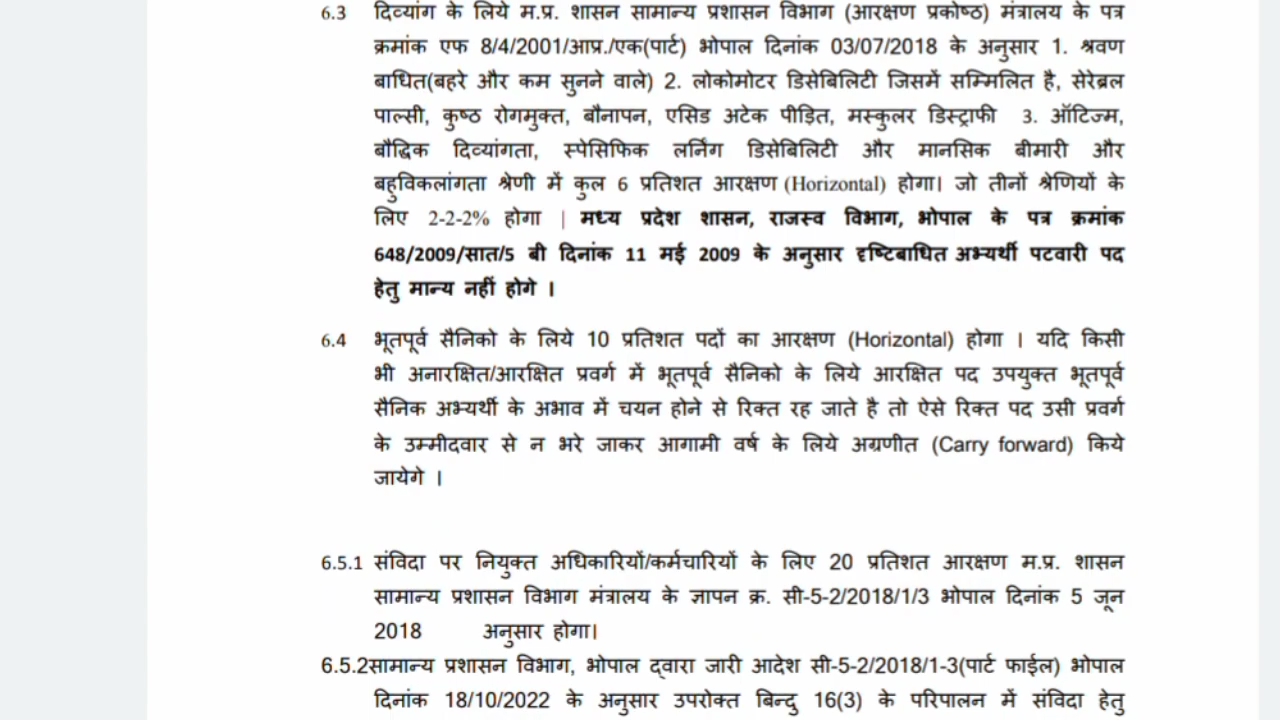 6.3 दिव्यांग के लिये म.प्र. शासन सामान्य प्रशासन विभाग (आरक्षण प्रकोष्ठ) मंत्रालय के पत्र
क्रमांक एफ 8/4/2001/आप्र./एक(पार्ट) भोपाल दिनांक 03/07/2018 के अनुसार 1. श्रवण
बाधित(बहरे और कम सुनने वाले) 2. लोकोमोटर डिसेबिलिटी जिसमें सम्मिलित है, सेरेब्रल
पाल्सी, कुष्ठ रोगमुक्त, बौनापन, एसिड अटेक पीड़ित, मस्कुलर डिस्ट्राफी 3. ऑटिज्म,
बौद्धिक दिव्यांगता, स्पेसिफिक लर्निंग डिसेबिलिटी और मानसिक बीमारी और
बहुविकलांगता श्रेणी में कुल 6 प्रतिशत आरक्षण (Horizontal) होगा। जो तीनों श्रेणियों के
लिए 2-2-2% होगा | मध्य प्रदेश शासन, राजस्व विभाग, भोपाल के पत्र क्रमांक
648/2009/सात/5 बी दिनांक 11 मई 2009 के अनुसार दृष्टिबाधित अभ्यर्थी पटवारी पद
हेतु मान्य नहीं होगे ।
6.4 भूतपूर्व सैनिको के लिये 10 प्रतिशत पदों का आरक्षण (Horizontal) होगा । यदि किसी
भी अनारक्षित/आरक्षित प्रवर्ग में भूतपूर्व सैनिको के लिये आरक्षित पद उपयुक्त भूतपूर्व
सैनिक अभ्यर्थी के अभाव में चयन होने से रिक्त रह जाते है तो ऐसे रिक्त पद उसी प्रवर्ग
के उम्मीदवार से न भरे जाकर आगामी वर्ष के लिये अग्रणीत (Carry forward) किये
जायेगे ।
6.5.1 संविदा पर नियुक्त अधिकारियों/कर्मचारियों के लिए 20 प्रतिशत आरक्षण म.प्र. शासन
सामान्य प्रशासन विभाग मंत्रालय के ज्ञापन क्र. सी-5-2/2018/1/3 भोपाल दिनांक 5 जून
2018 अनुसार होगा।
6.5.2सामान्य प्रशासन विभाग, भोपाल द्वारा जारी आदेश सी-5-2/2018/1-3(पार्ट फाईल) भोपाल
दिनांक 18/10/2022 के अनुसार उपरोक्त बिन्दु 16(3) के परिपालन में संविदा हेतु